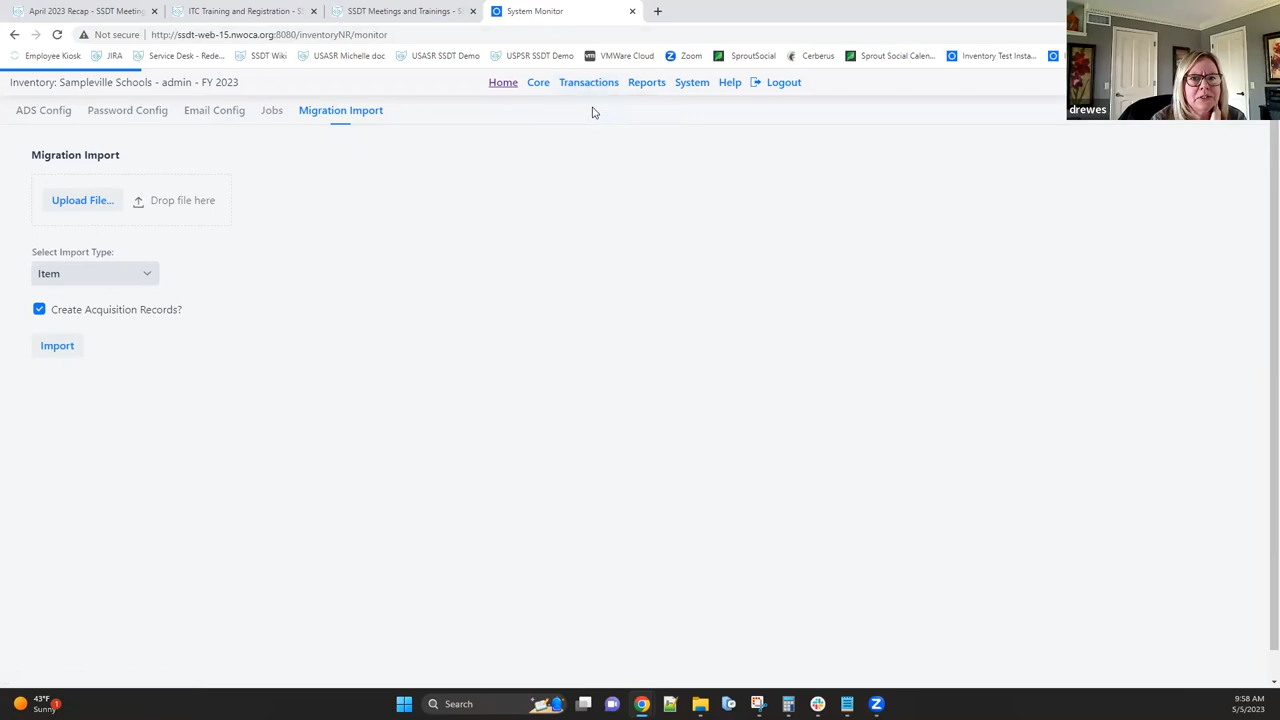 April 2023 Recap - SSDT Meeting
ITC Training and Registration - S
SSDT Meetings and Trainings - S
System Monitor
Not secure
http://ssdt-web-15.nwoca.org:8080/inventoryNR/monitor
Employee Kiosk
JIRA
Service Desk - Rede...
SSDT Wiki
USASR Michelle doc
USASR SSDT Demo
USPSR SSDT Demo
VMWare Cloud
Zoom
SproutSocial
Cerberus
Sprout Social Calen...
Inventory Test Insta...
Inventory: Sampleville Schools - admin - FY 2023
Home
Core
Transactions
Reports
System
Help
Logout
drewes
ADS Config
Password Config
Email Config
Jobs
Migration Import
Migration Import
Upload File...
Drop file here
Select Import Type:
Item
Create Acquisition Records?
Import
43°F
Sunny
1
Search
9:58 AM
5/5/2023